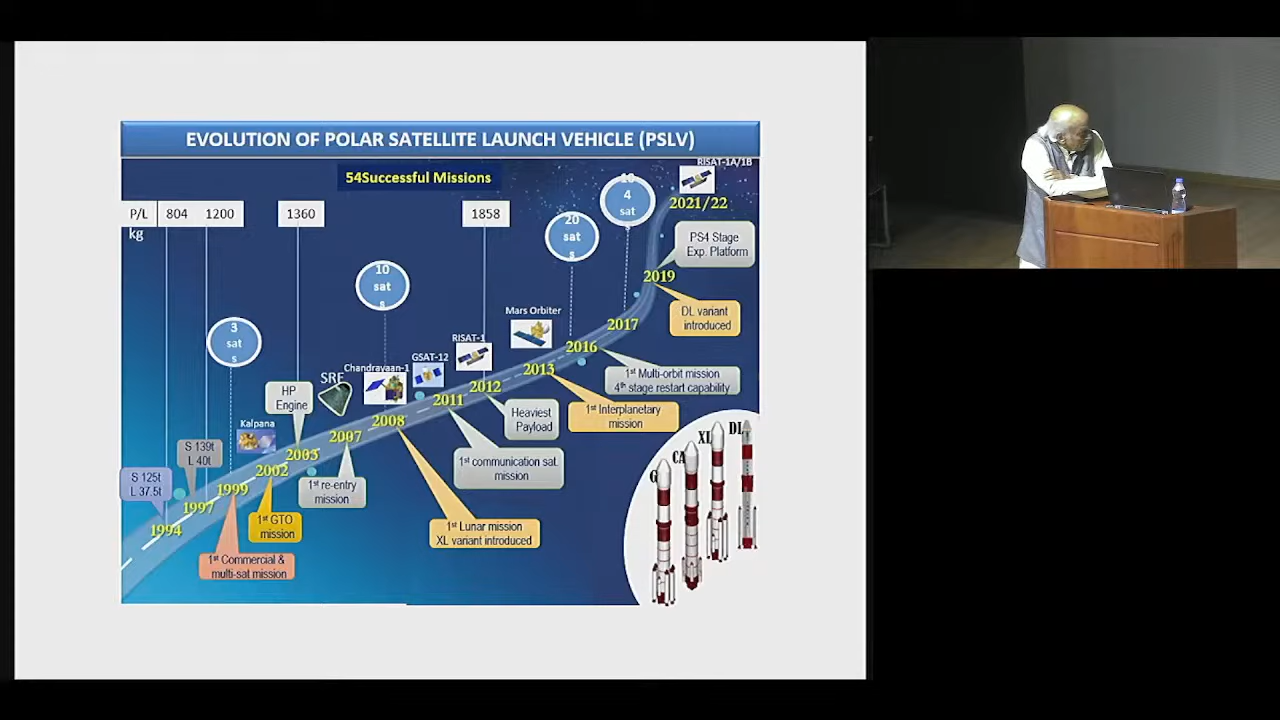 EVOLUTION OF POLAR SATELLITE LAUNCH VEHICLE (PSLV)
54Successful Missions
RISAT-1A/1B
2021/22
P/L
kg
804
1200
1360
1858
4
sat
20
sat
s
10
sat
s
3
sat
s
PS4 Stage
Exp. Platform
2019
DL variant
introduced
2017
Mars Orbiter
2016
1st Multi-orbit mission
4th stage restart capability
RISAT-1
GSAT-12
Chandrayaan-1
2013
1st Interplanetary
mission
2012
Heaviest
Payload
2011
1st communication sat.
mission
SRE
HP
Engine
2008
1st Lunar mission
XL variant introduced
Kalpana
2007
1st re-entry
mission
2005
S 139t
L 40t
2002
1st GTO
mission
S 125t
L 37.5t
1999
1st Commercial &
multi-sat mission
1997
1994
G
CA
XL
DL